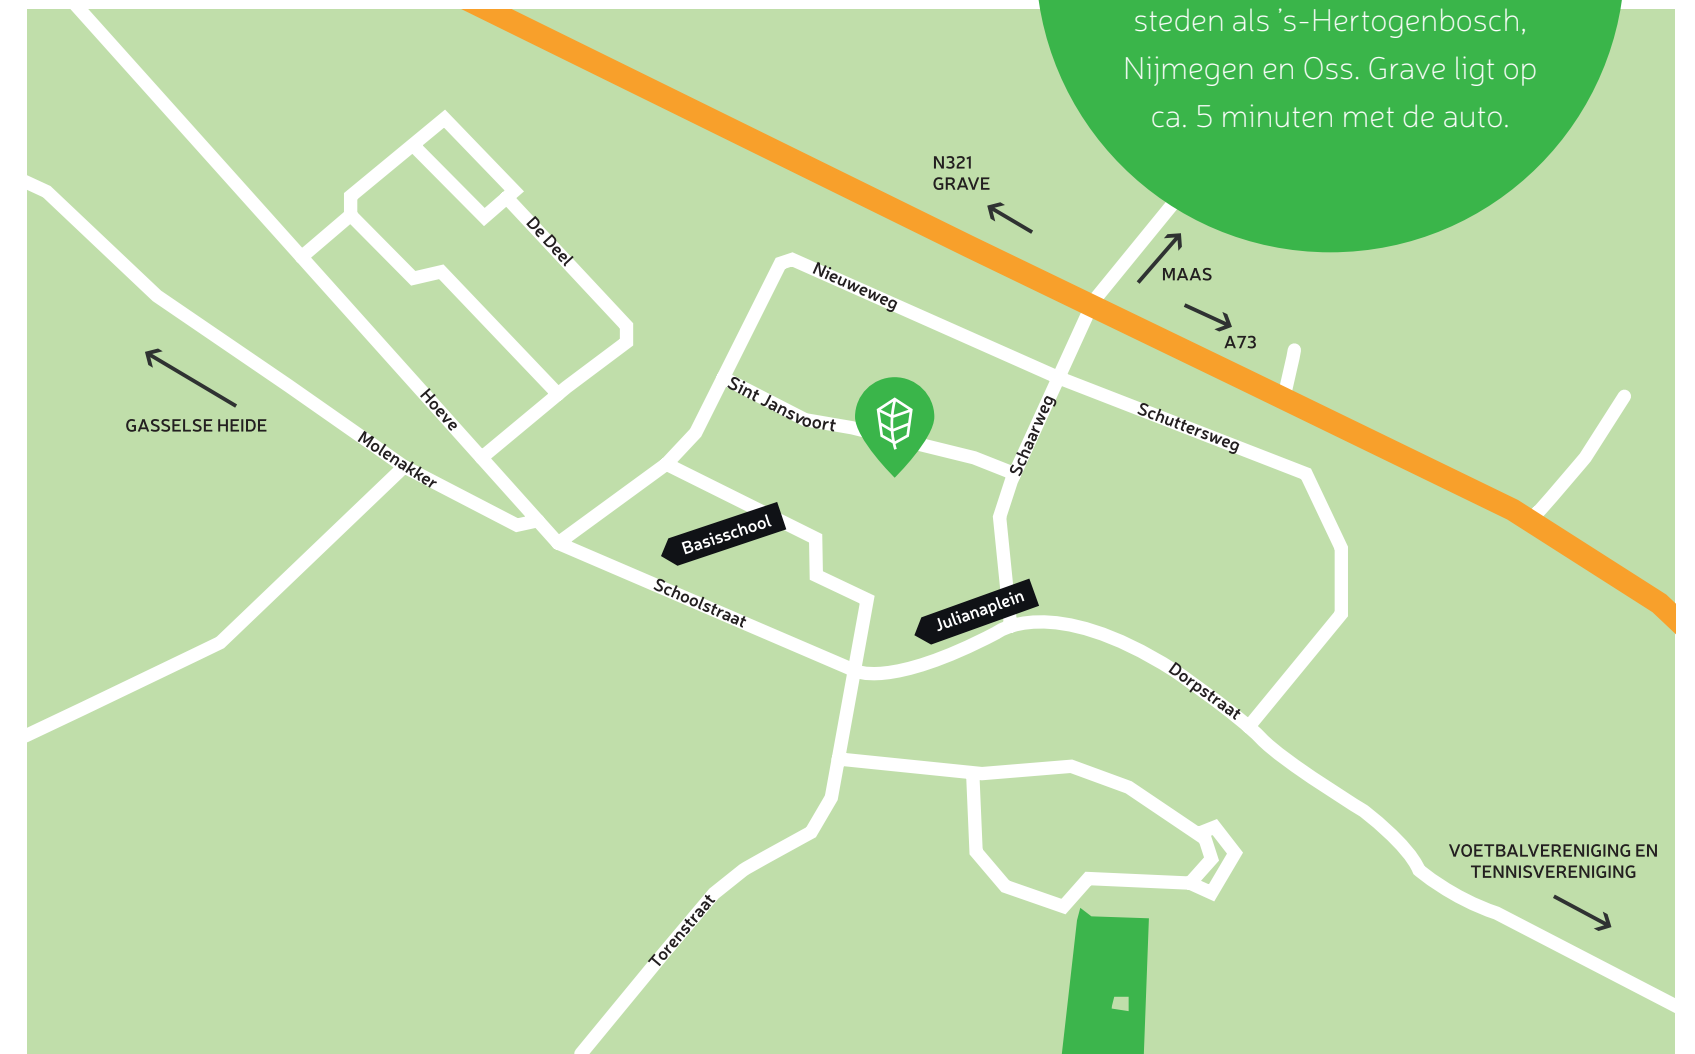 steden als ’s-Hertogenbosch,
Nijmegen en Oss. Grave ligt op
ca. 5 minuten met de auto.
N321
GRAVE
MAAS
A73
De Deel
Nieuweweg
Sint Jansvoort
Schaarweg
Schuttersweg
Hoeve
GASSELSE HEIDE
Molenakker
Basisschool
Schoolstraat
Julianaplein
Dorpstraat
VOETBALVERENIGING EN
TENNISVERENIGING
Torenstraat